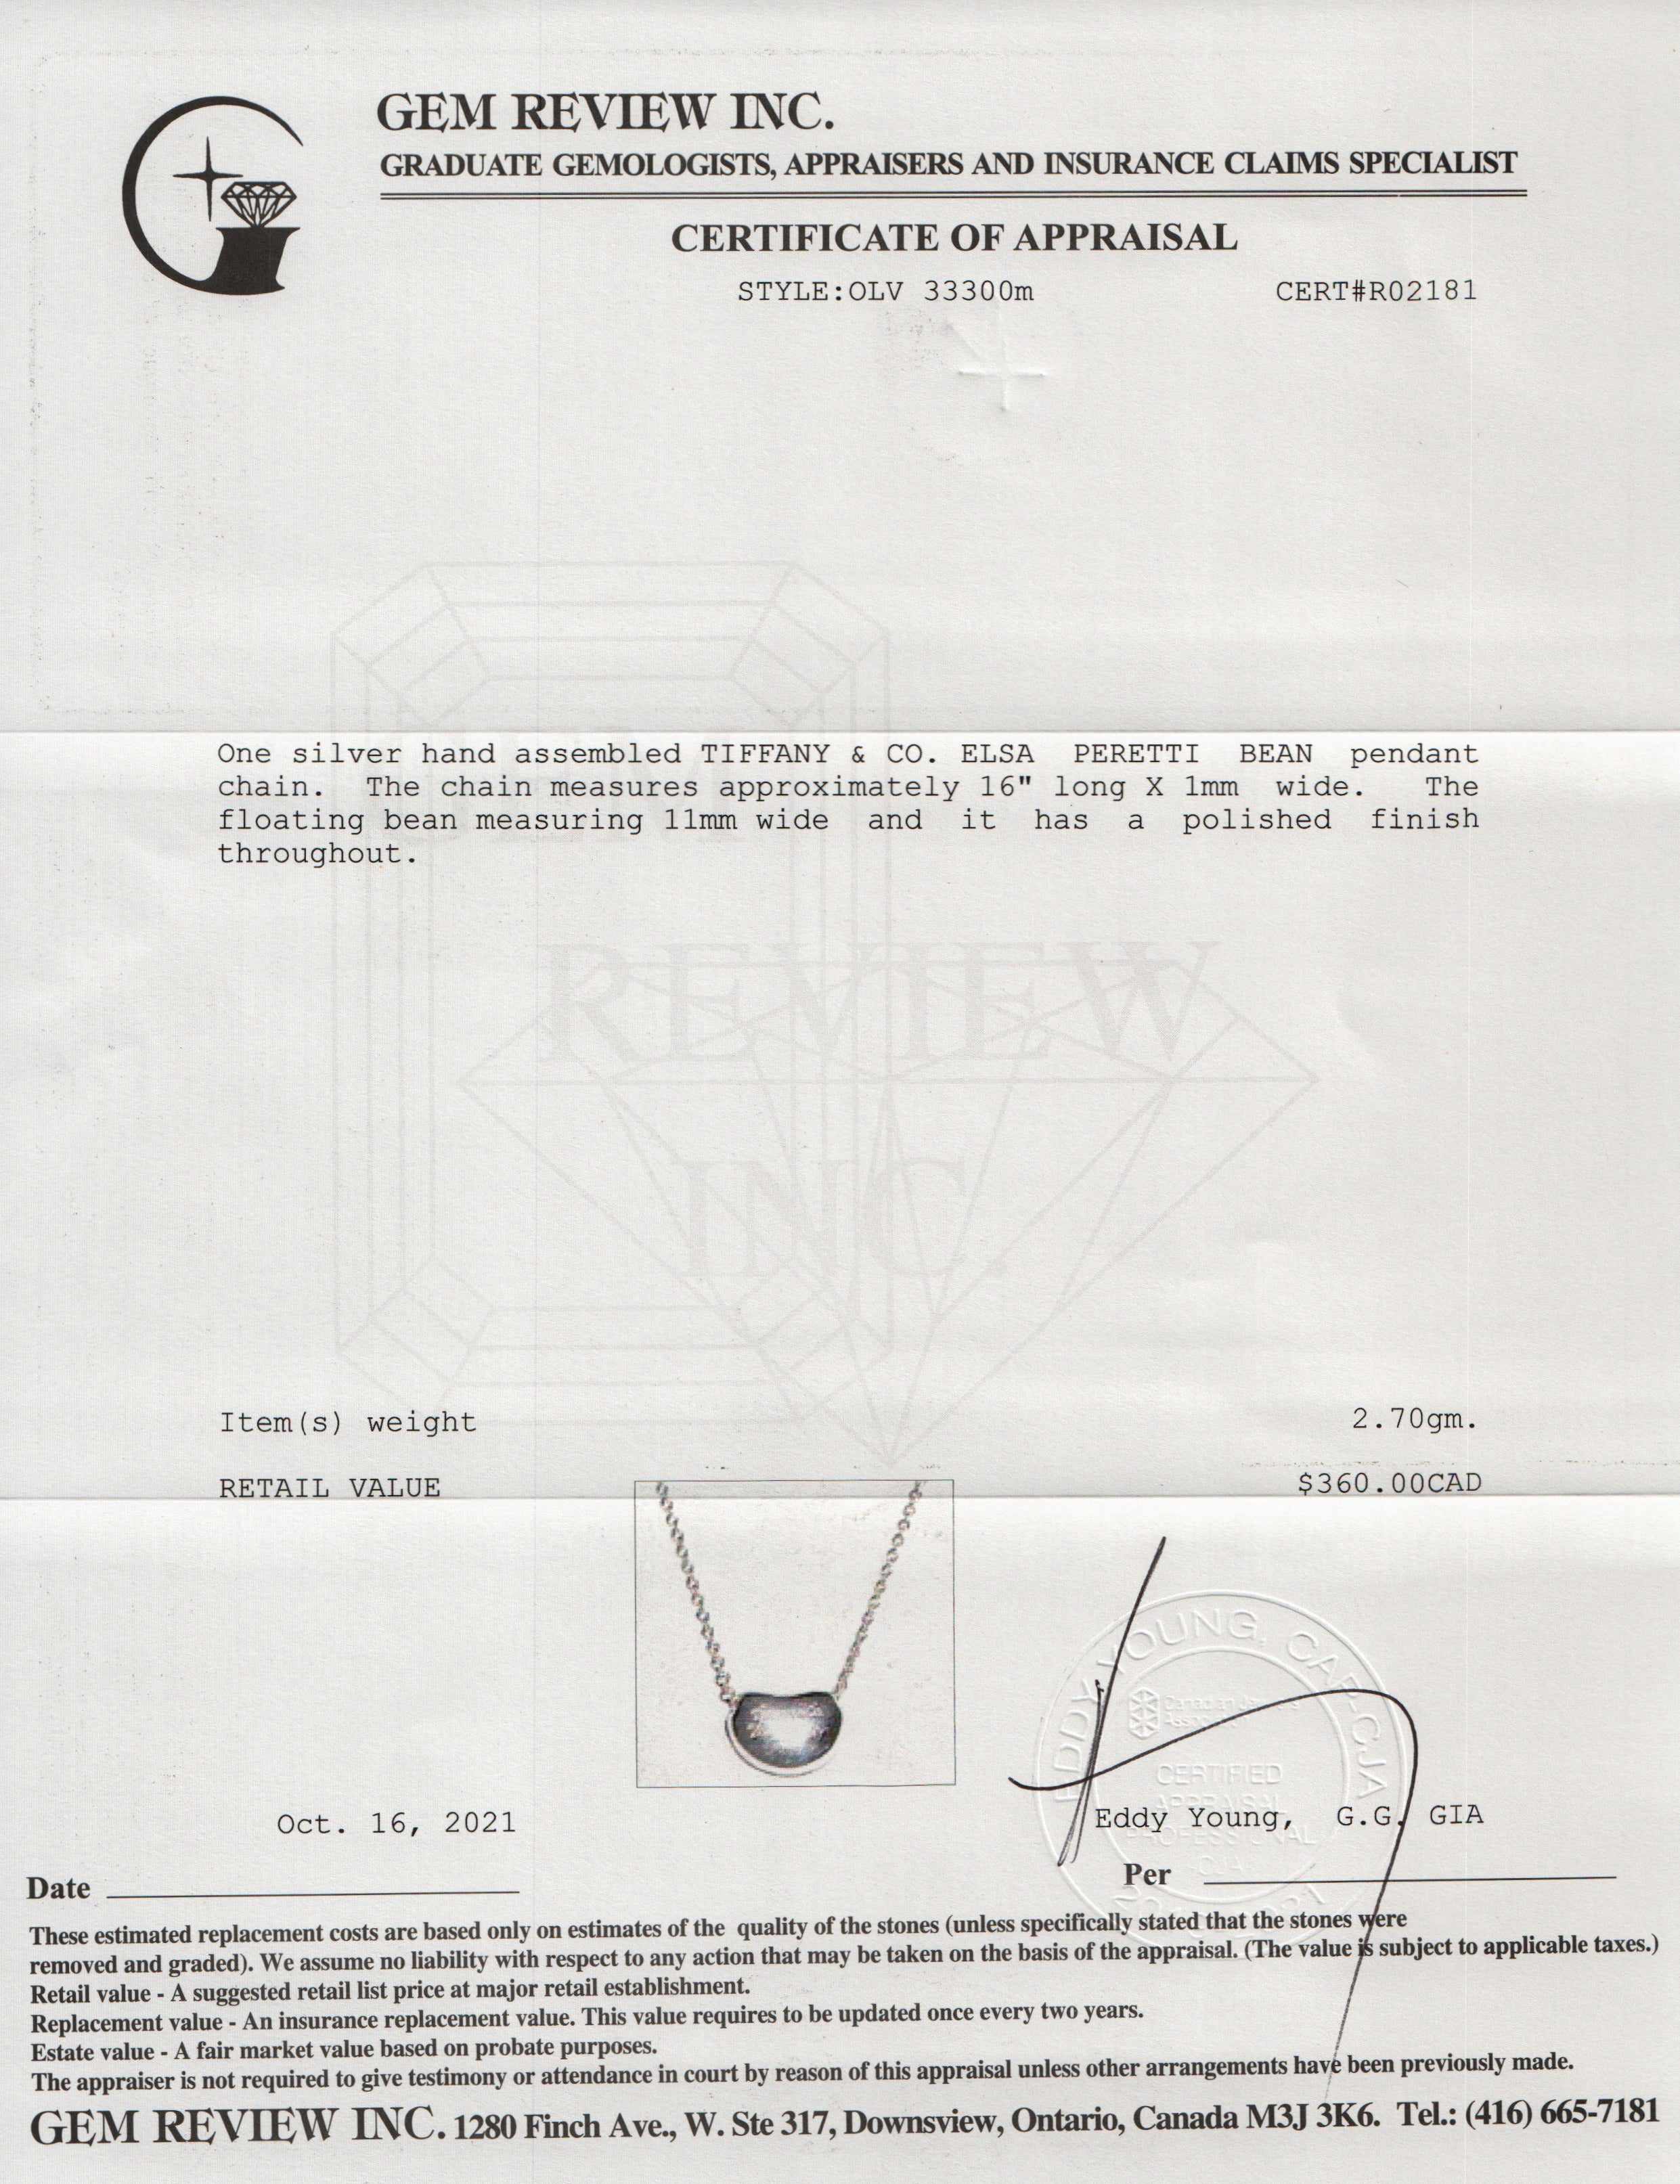 GEM REVIEW INC.
GRADUATE GEMOLOGISTS, APPRAISERS AND INSURANCE CLAIMS SPECIALIST
CERTIFICATE OF APPRAISAL
STYLE:OLV 33300m CERT#R02181
One silver hand assembled TIFFANY & CO. ELSA PERETTI BEAN pendant
chain. The chain measures approximately 16" long X 1mm wide. The
floating bean measuring 11mm wide and it has a polished finish
throughout.
REVIEW
INC.
Item(s) weight 2.70gm.
RETAIL VALUE $360.00CAD
EDDY YOUNG, CAP-CJA
CERTIFIED
APPRAISAL
PROFESSIONAL
Oct. 16, 2021 Eddy Young, G.G, GIA
Date Per
These estimated replacement costs are based only on estimates of the quality of the stones (unless specifically stated that the stones were
removed and graded). We assume no liability with respect to any action that may be taken on the basis of the appraisal. (The value is subject to applicable taxes.)
Retail value - A suggested retail list price at major retail establishment.
Replacement value - An insurance replacement value. This value requires to be updated once every two years.
Estate value - A fair market value based on probate purposes.
The appraiser is not required to give testimony or attendance in court by reason of this appraisal unless other arrangements have been previously made.
GEM REVIEW INC. 1280 Finch Ave., W. Ste 317, Downsview, Ontario, Canada M3J 3K6. Tel.: (416) 665-7181